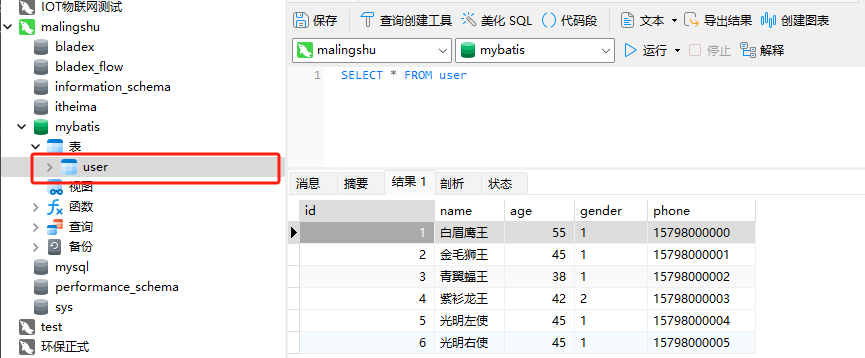 IOT物联网测试
malingshu
bladex
bladex_flow
information_schema
itheima
mybatis
表
user
视图
函数
查询
备份
mysql
performance_schema
sys
test
环保正式
保存 查询创建工具 美化 SQL 代码段 文本 导出结果 创建图表
malingshu mybatis 运行 停止 解释
1 SELECT * FROM user
消息 摘要 结果 1 剖析 状态
id name age gender phone
1 白眉鹰王 55 1 15798000000
2 金毛狮王 45 1 15798000001
3 青翼蝠王 38 1 15798000002
4 紫衫龙王 42 2 15798000003
5 光明左使 45 1 15798000004
6 光明右使 45 1 15798000005